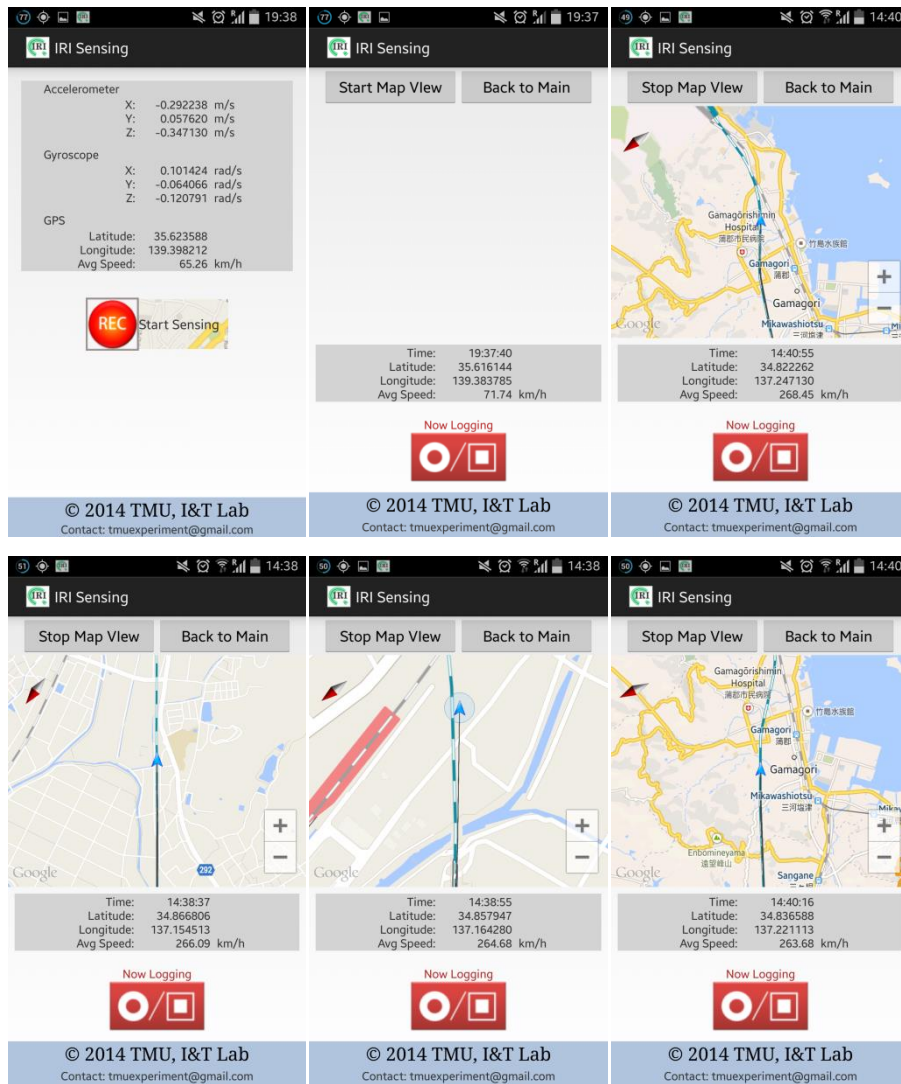 77 19:38
IRI IRI Sensing
Accelerometer
X: -0.292238 m/s
Y: 0.057620 m/s
Z: -0.347130 m/s
Gyroscope
X: 0.101424 rad/s
Y: -0.064066 rad/s
Z: -0.120791 rad/s
GPS
Latitude: 35.623588
Longitude: 139.398212
Avg Speed: 65.26 km/h
REC Start Sensing
© 2014 TMU, I&T Lab
Contact: tmuexperiment@gmail.com
77 R 19:37
IRI IRI Sensing
Start Map VIew Back to Main
Time: 19:37:40
Latitude: 35.616144
Longitude: 139.383785
Avg Speed: 71.74 km/h
Now Logging
© 2014 TMU, I&T Lab
Contact: tmuexperiment@gmail.com
49 R 14:40
IRI IRI Sensing
Stop Map VIew Back to Main
Gamagōrishimin
Hospital
蒲郡市民病院
竹島水族館
Gamagori
蒲郡
Gamagori
Mikawashiotsu
三河塩津
Mi
Google
+
−
Time: 14:40:55
Latitude: 34.822262
Longitude: 137.247130
Avg Speed: 268.45 km/h
Now Logging
© 2014 TMU, I&T Lab
Contact: tmuexperiment@gmail.com
51 R 14:38
IRI IRI Sensing
Stop Map VIew Back to Main
+
−
292
Google
Time: 14:38:37
Latitude: 34.866806
Longitude: 137.154513
Avg Speed: 266.09 km/h
Now Logging
© 2014 TMU, I&T Lab
Contact: tmuexperiment@gmail.com
50 R 14:38
IRI IRI Sensing
Stop Map VIew Back to Main
+
−
Google
Time: 14:38:55
Latitude: 34.857947
Longitude: 137.164280
Avg Speed: 264.68 km/h
Now Logging
© 2014 TMU, I&T Lab
Contact: tmuexperiment@gmail.com
50 R 14:40
IRI IRI Sensing
Stop Map VIew Back to Main
Gamagōrishimin
Hospital
蒲郡市民病院
竹島水族館
Gamagori
蒲郡
Gamagori
Mikawashiotsu
三河塩津
Mikaw
+
−
Enbomineyama
遠望峰山
Sangane
Google
Time: 14:40:16
Latitude: 34.836588
Longitude: 137.221113
Avg Speed: 263.68 km/h
Now Logging
© 2014 TMU, I&T Lab
Contact: tmuexperiment@gmail.com